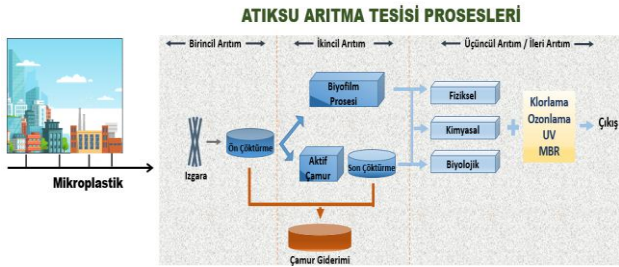 ATIKSU ARITMA TESİSİ PROSESLERİ
Birincil Arıtım
İkincil Arıtım
Üçüncül Arıtım / İleri Arıtım
Mikroplastik
Izgara
Ön Çöktürme
Biyofilm
Prosesi
Aktif
Çamur
Son Çöktürme
Fiziksel
Kimyasal
Biyolojik
+
Klorlama
Ozonlama
UV
MBR
Çıkış
Çamur Giderimi